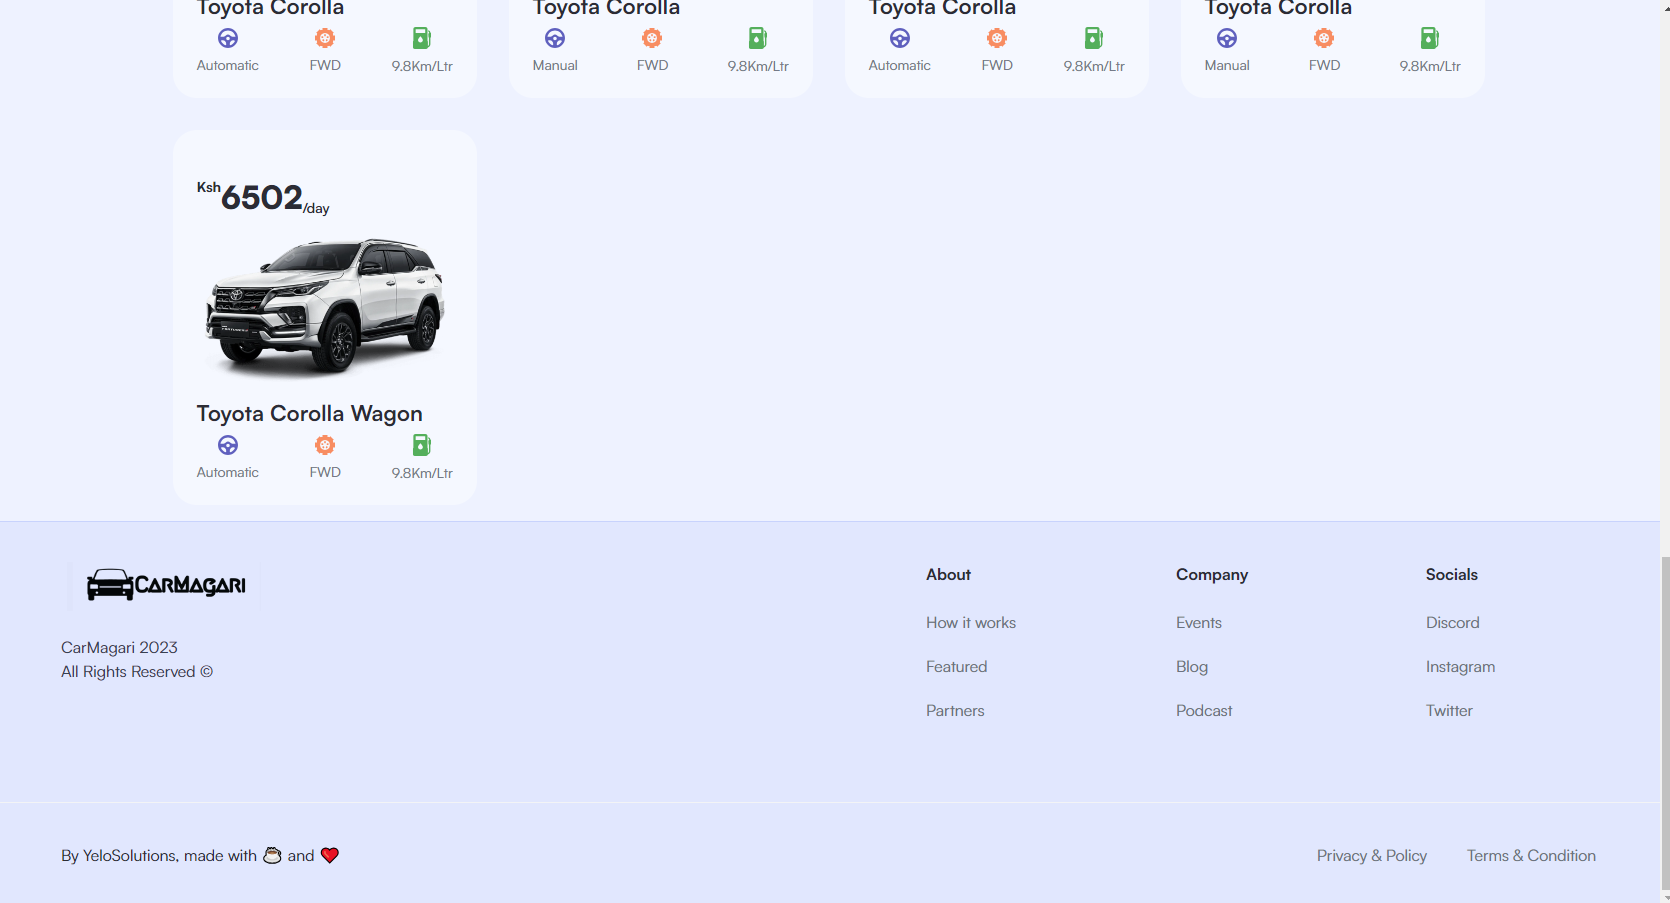 Toyota Corolla Toyota Corolla Toyota Corolla Toyota Corolla
Automatic FWD 9.8Km/Ltr Manual FWD 9.8Km/Ltr Automatic FWD 9.8Km/Ltr Manual FWD 9.8Km/Ltr
Ksh6502/day
Toyota Corolla Wagon
Automatic FWD 9.8Km/Ltr
CARMAGARI
CarMagari 2023
All Rights Reserved ©
About
How it works
Featured
Partners
Company
Events
Blog
Podcast
Socials
Discord
Instagram
Twitter
By YeloSolutions, made with ☕ and ❤️
Privacy & Policy Terms & Condition